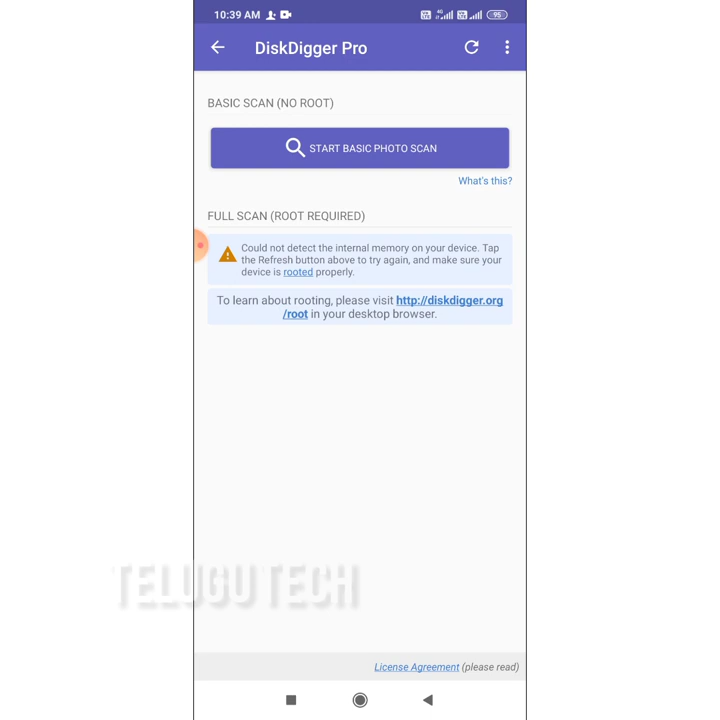 10:39 AM 4G 95
DiskDigger Pro
BASIC SCAN (NO ROOT)
START BASIC PHOTO SCAN
What's this?
FULL SCAN (ROOT REQUIRED)
Could not detect the internal memory on your device. Tap
the Refresh button above to try again, and make sure your
device is rooted properly.
To learn about rooting, please visit http://diskdigger.org
/root in your desktop browser.
TELUGUTECH
License Agreement (please read)